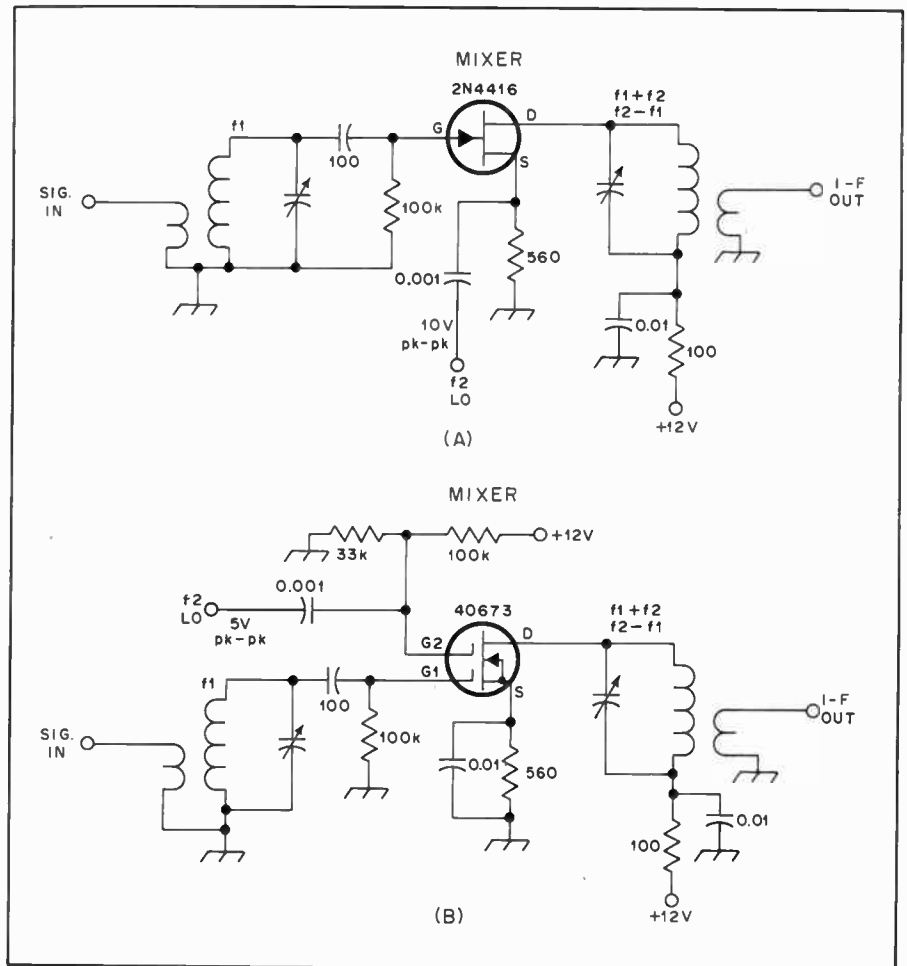 MIXER
2N4416
f1+f2
f2-f1
f1
G
D
S
100
SIG.
IN
100k
I-F
OUT
0.001
560
10V
pk-pk
0.01
100
f2
LO
+12V
(A)
MIXER
33k
100k
+12V
0.001
f2
LO
5V
pk-pk
40673
f1+f2
f2-f1
G2
D
G1
f1
S
100
I-F
OUT
SIG.
IN
100k
0.01
560
0.01
100
+12V
(B)